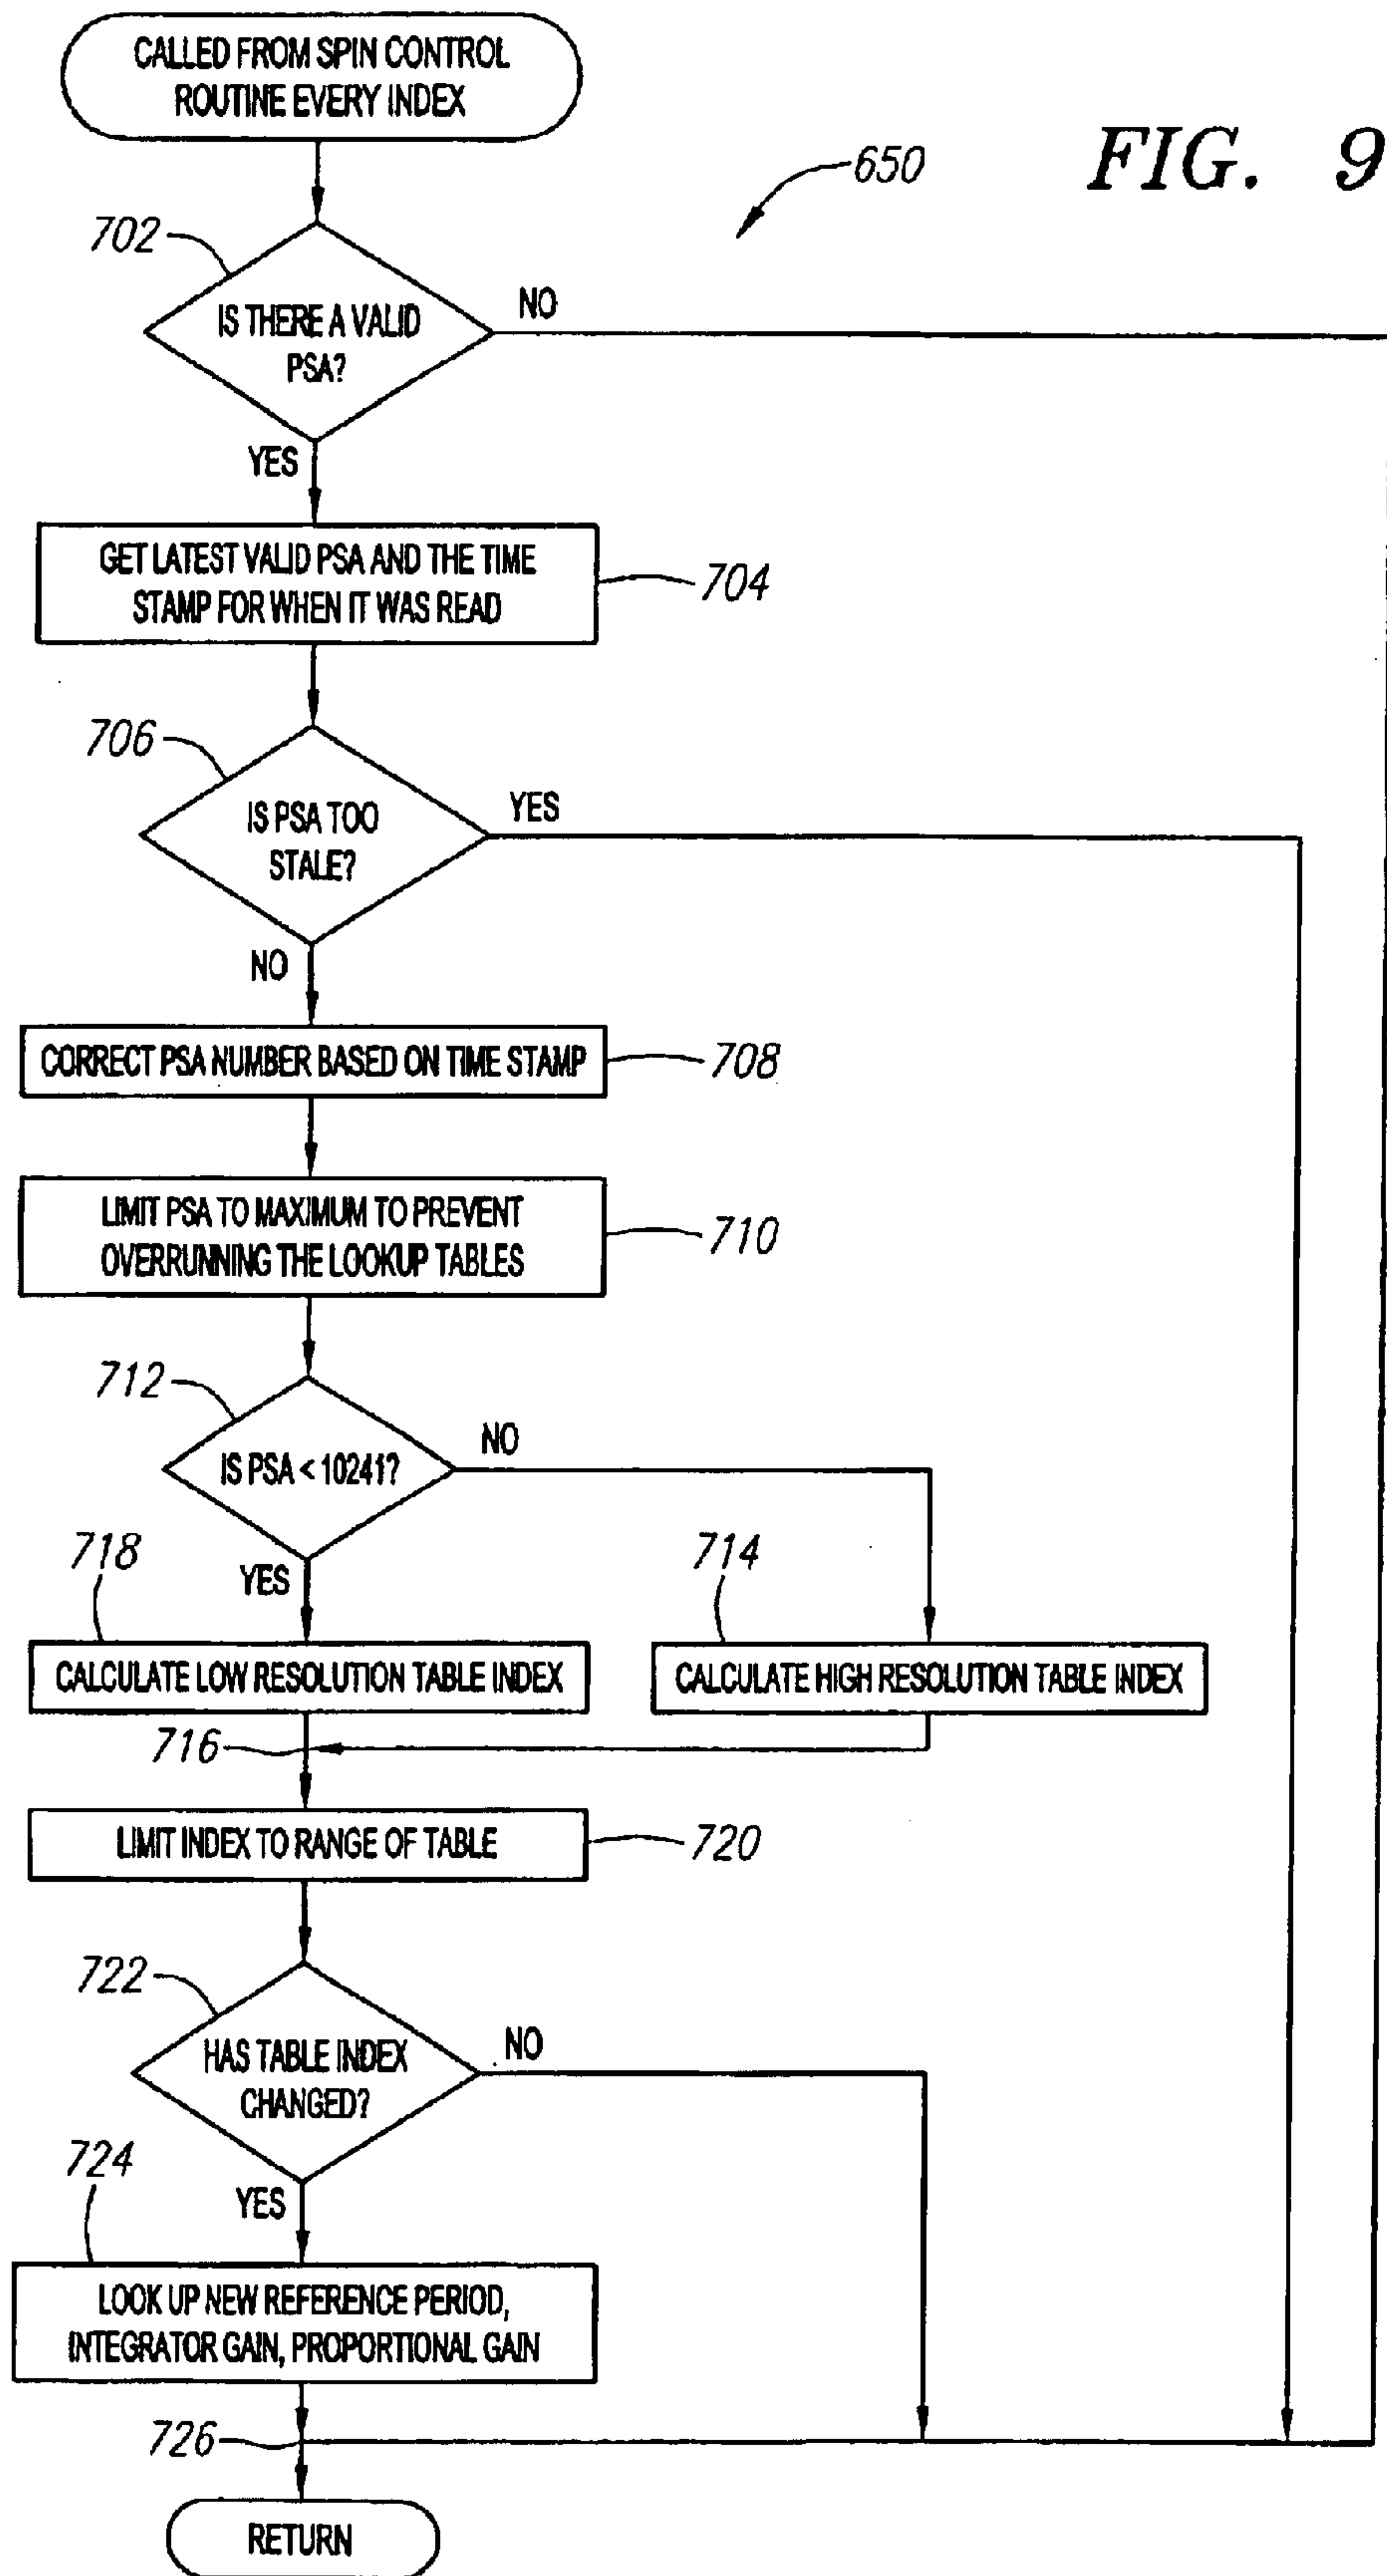 CALLED FROM SPIN CONTROL
ROUTINE EVERY INDEX
650
FIG. 9
702
IS THERE A VALID
PSA?
NO
YES
GET LATEST VALID PSA AND THE TIME
STAMP FOR WHEN IT WAS READ
704
706
IS PSA TOO
STALE?
YES
NO
CORRECT PSA NUMBER BASED ON TIME STAMP
708
LIMIT PSA TO MAXIMUM TO PREVENT
OVERRUNNING THE LOOKUP TABLES
710
712
IS PSA < 10241?
NO
YES
718
714
CALCULATE LOW RESOLUTION TABLE INDEX
CALCULATE HIGH RESOLUTION TABLE INDEX
716
LIMIT INDEX TO RANGE OF TABLE
720
722
HAS TABLE INDEX
CHANGED?
NO
YES
724
LOOK UP NEW REFERENCE PERIOD,
INTEGRATOR GAIN, PROPORTIONAL GAIN
726
RETURN